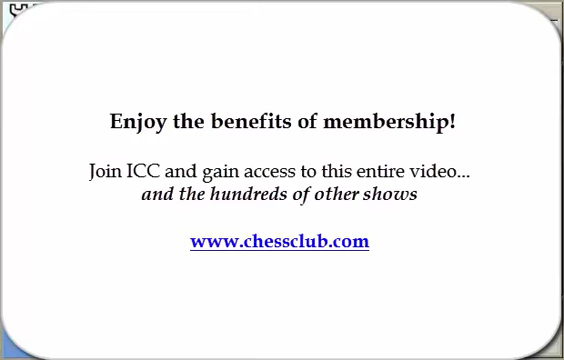 Enjoy the benefits of membership!
Join ICC and gain access to this entire video...
and the hundreds of other shows
www.chessclub.com